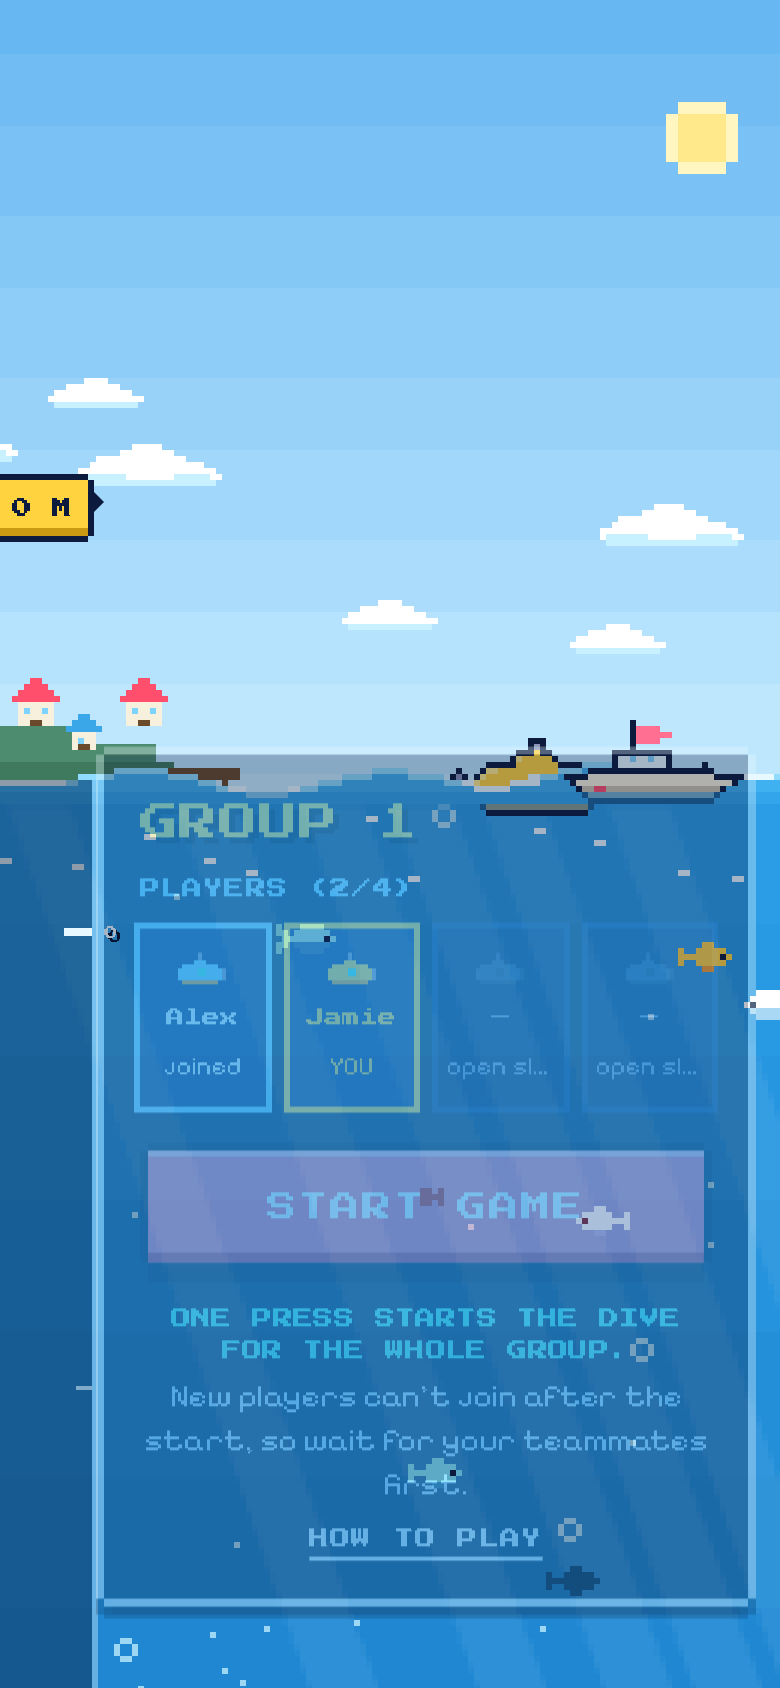 O M
GROUP 1
PLAYERS (2/4)
Alex
Jamie
—
Joined
YOU
open sl...
open sl...
START GAME
ONE PRESS STARTS THE DIVE
FOR THE WHOLE GROUP.
New players can't join after the
start, so wait for your teammates
first.
HOW TO PLAY